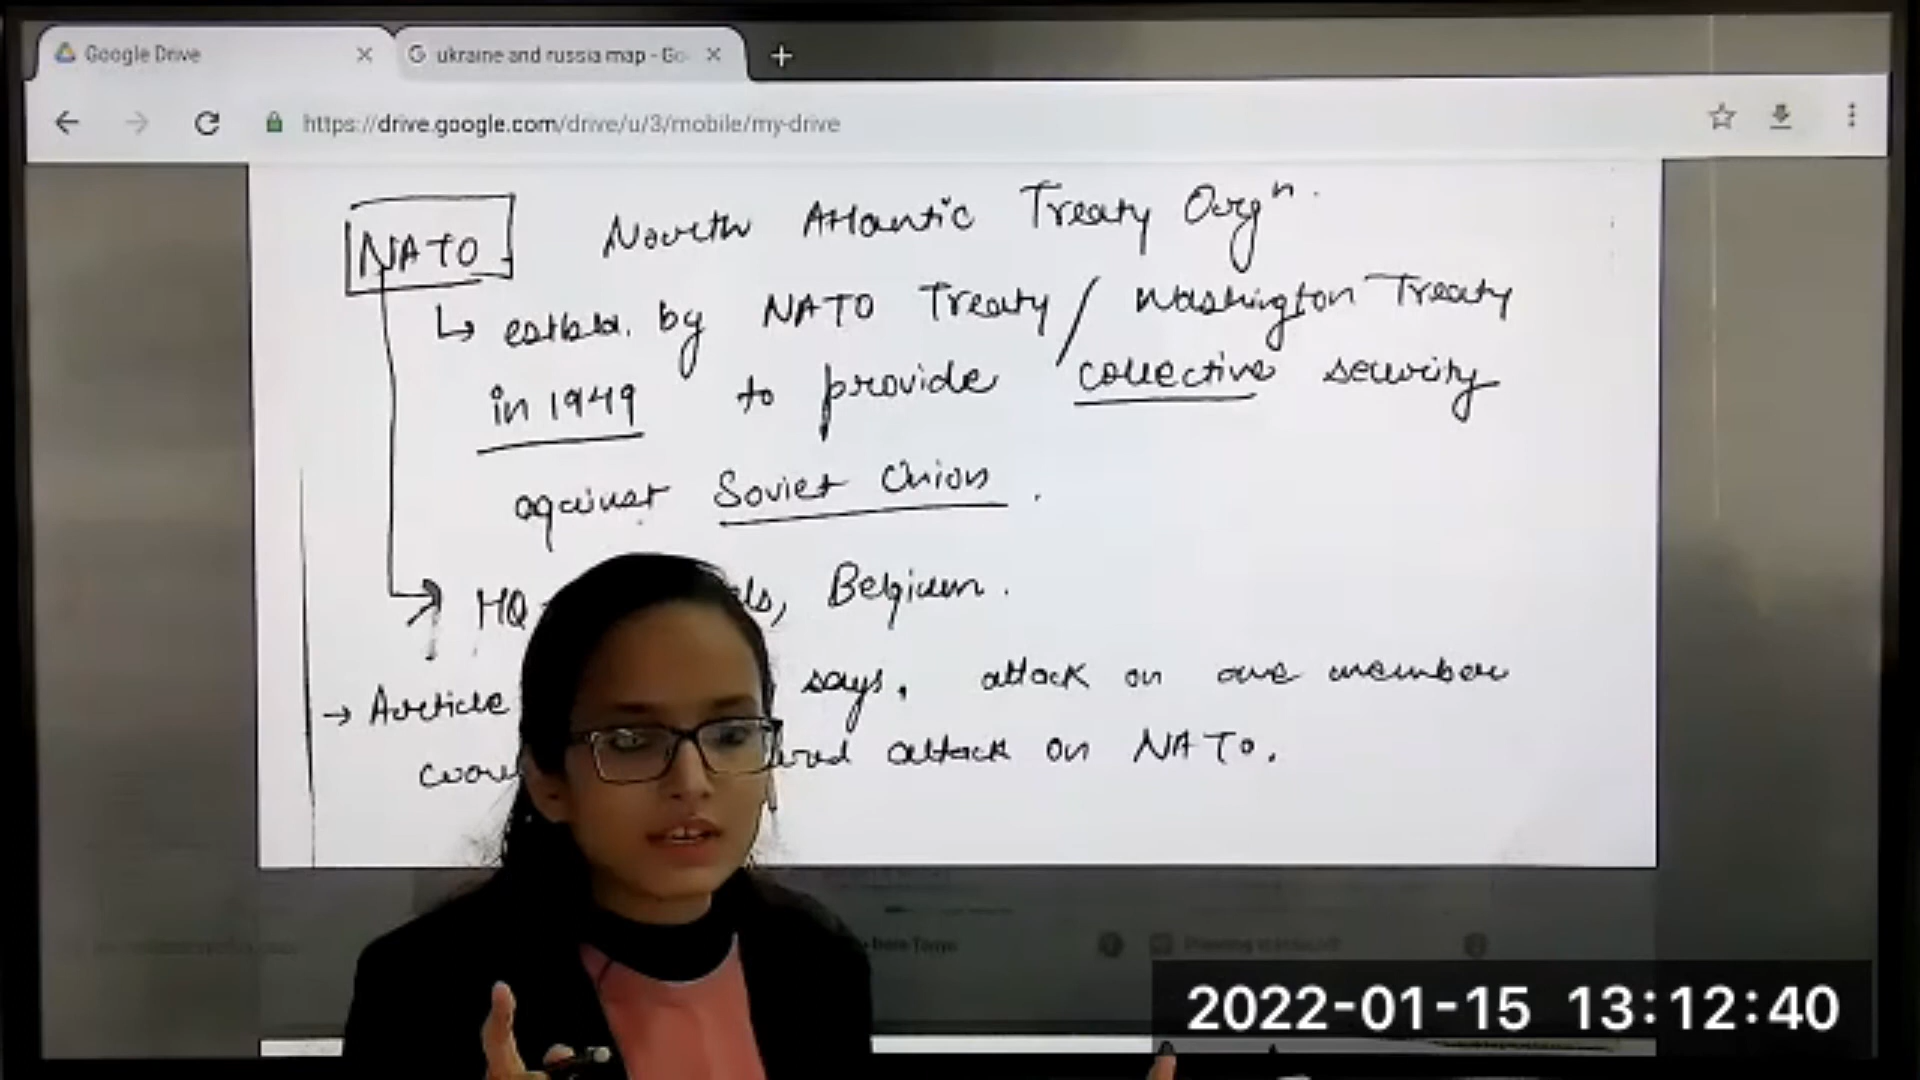 Google Drive
ukraine and russia map - Go
https://drive.google.com/drive/u/3/mobile/my-drive
NATO North Atlantic Treaty Orgn.
↳ establd. by NATO Treaty / Washington Treaty
in 1949 to provide collective security
against Soviet Union.
HQ ls, Belgium.
→ Article says, attack on one member
attack on NATO.
2022-01-15 13:12:40